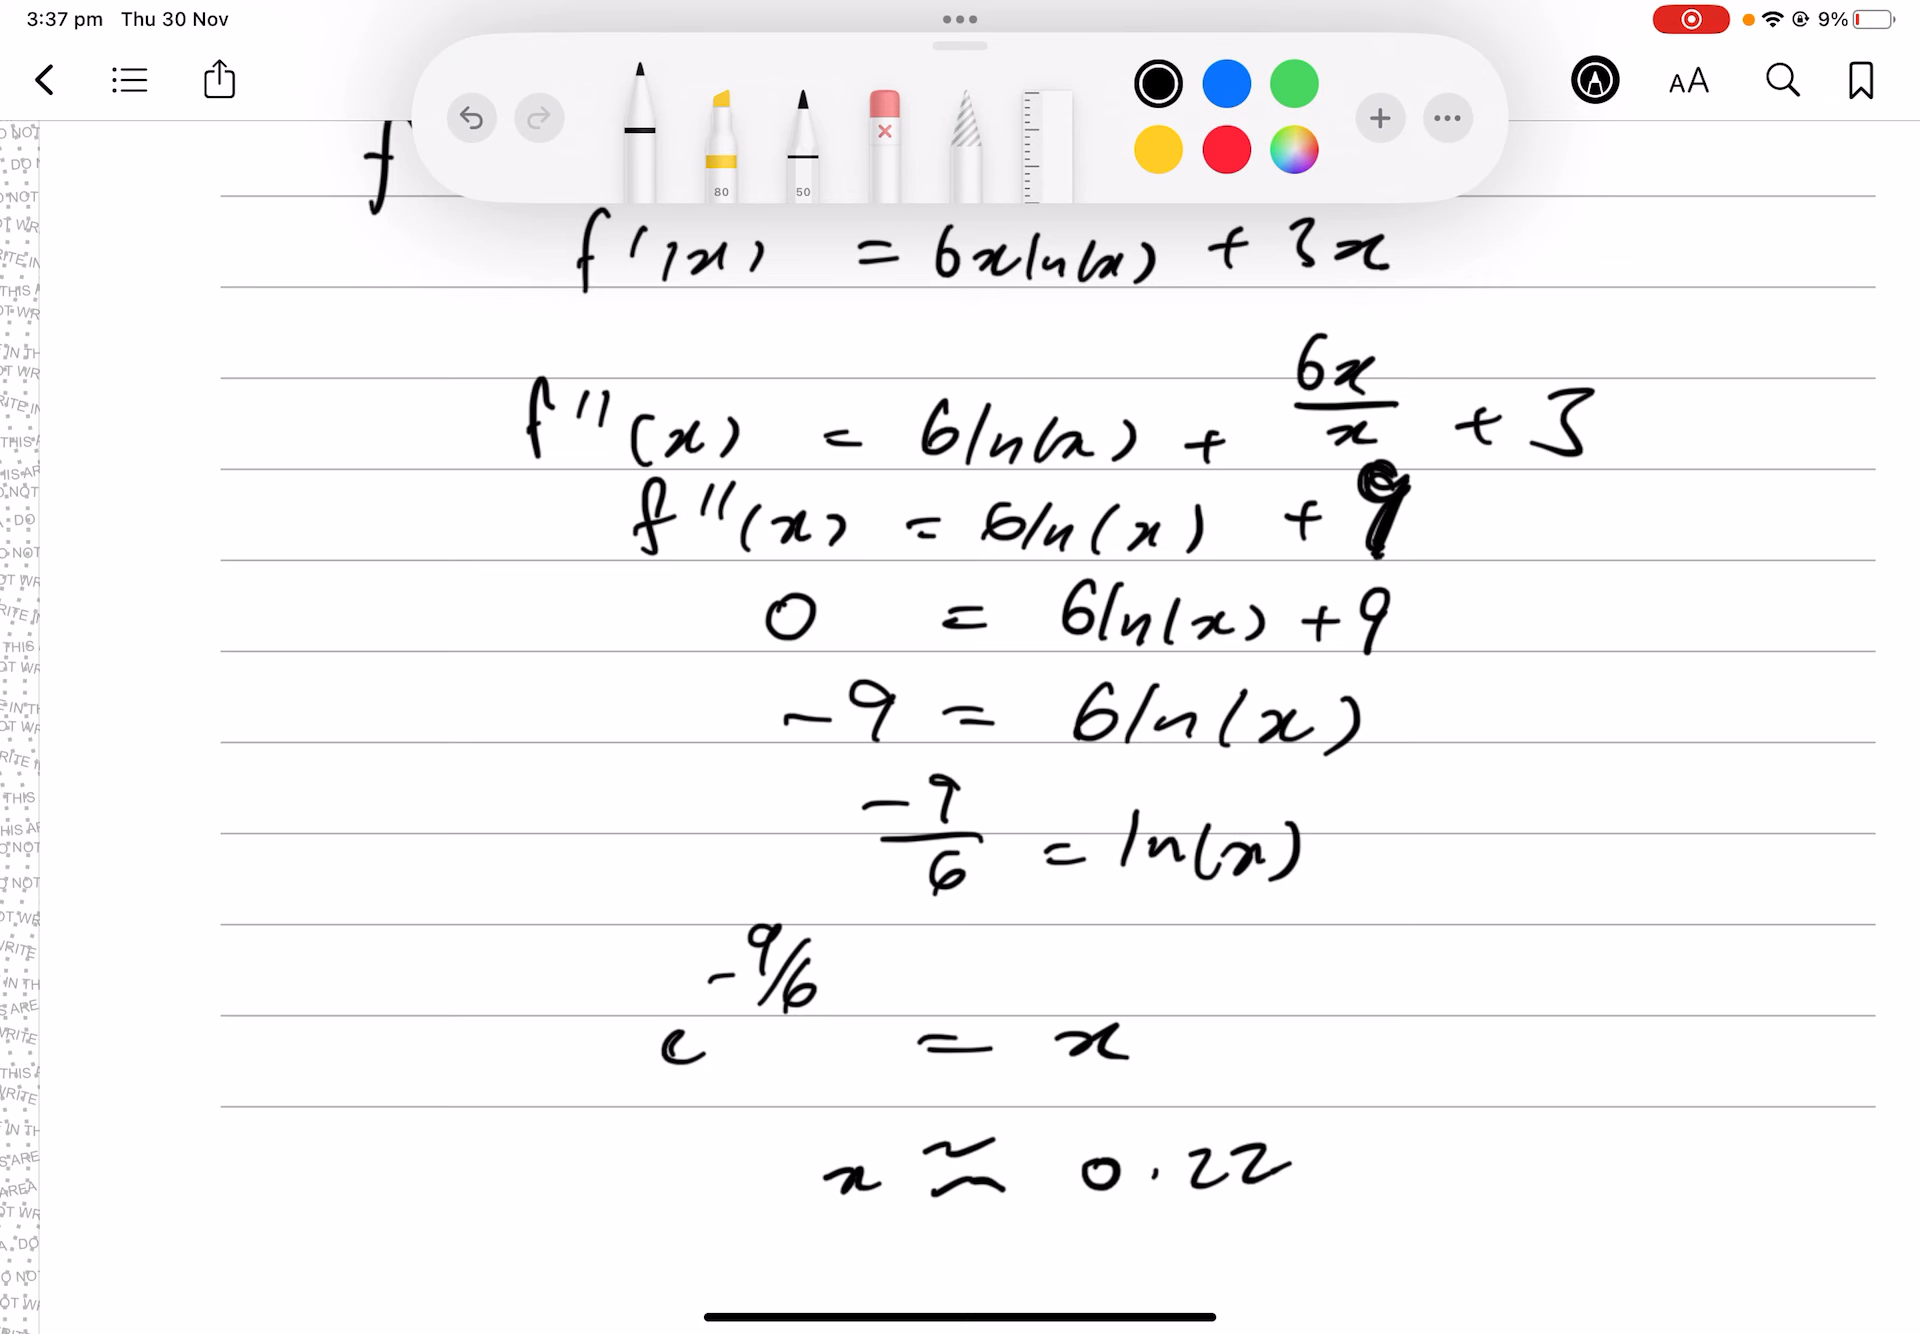 3:37 pm Thu 30 Nov
9%
AA
80
50
f
f'(x) = 6xln(x) + 3x
f''(x) = 6ln(x) + 6x/x + 3
f''(x) = 6ln(x) + 9
0 = 6ln(x) + 9
-9 = 6ln(x)
-9/6 = ln(x)
e^-9/6 = x
x ≈ 0.22